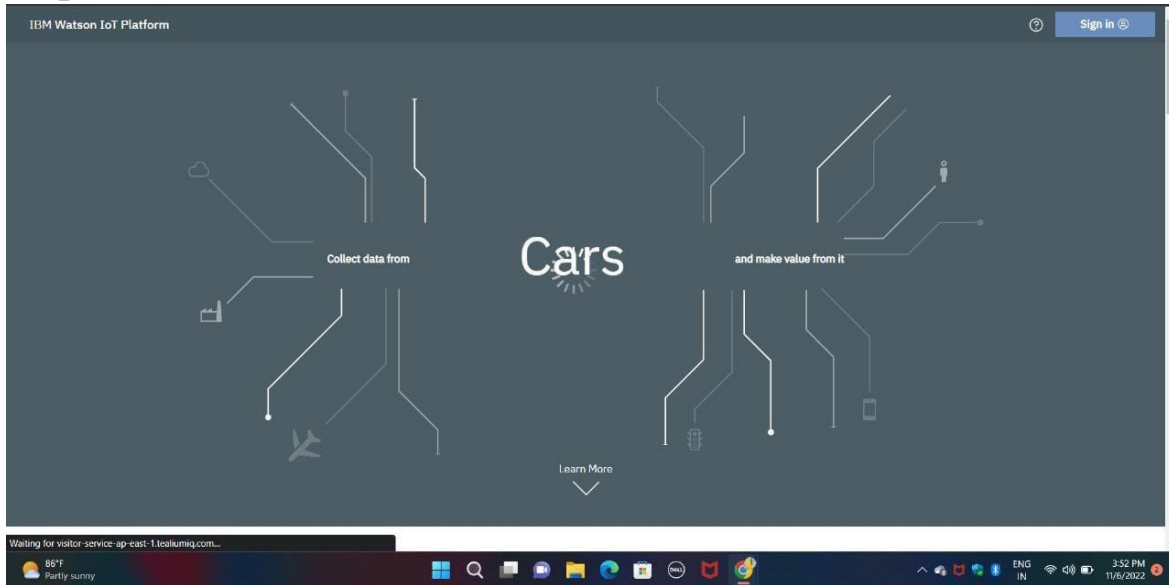 IBM Watson IoT Platform
Sign in
Collect data from
Cars
and make value from it
Learn More
Waiting for visitor-service-ap-east-1.tealiumiq.com...
86°F
Partly sunny
DELL
ENG
IN
3:52 PM
11/6/2022
2